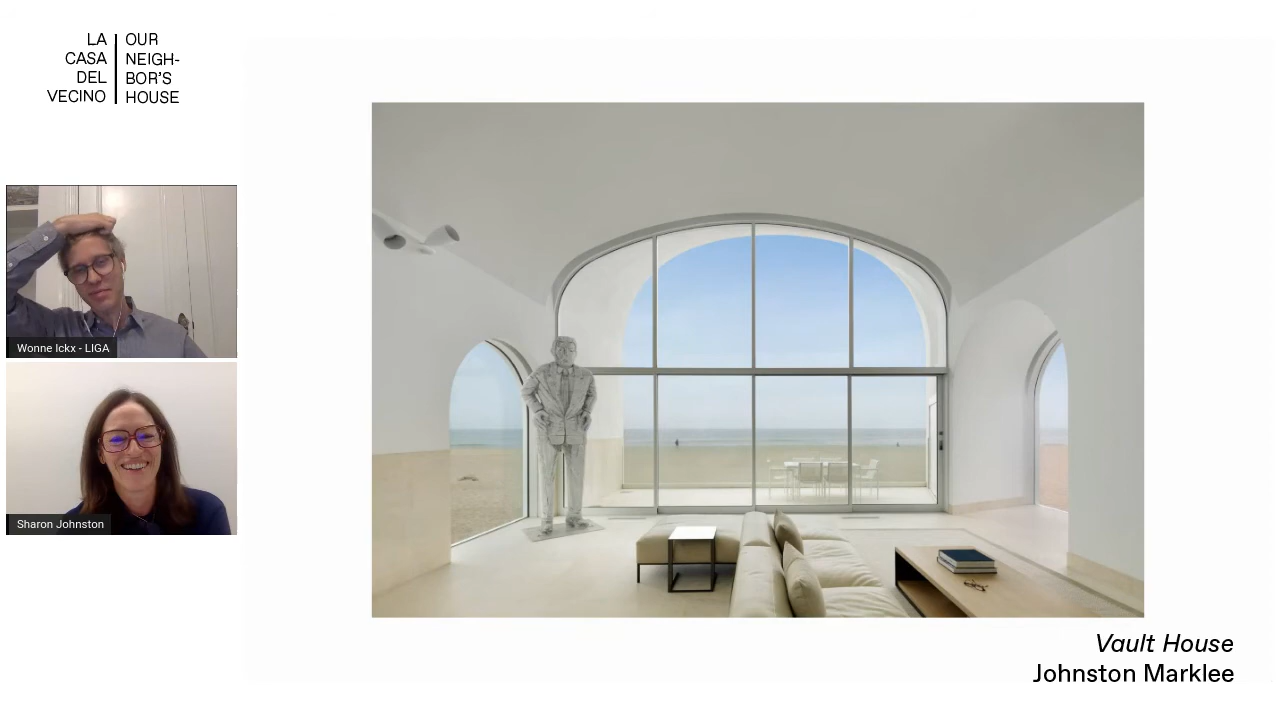 LA
CASA
DEL
VECINO
OUR
NEIGH-
BOR'S
HOUSE
Wonne Ickx - LIGA
Sharon Johnston
Vault House
Johnston Marklee